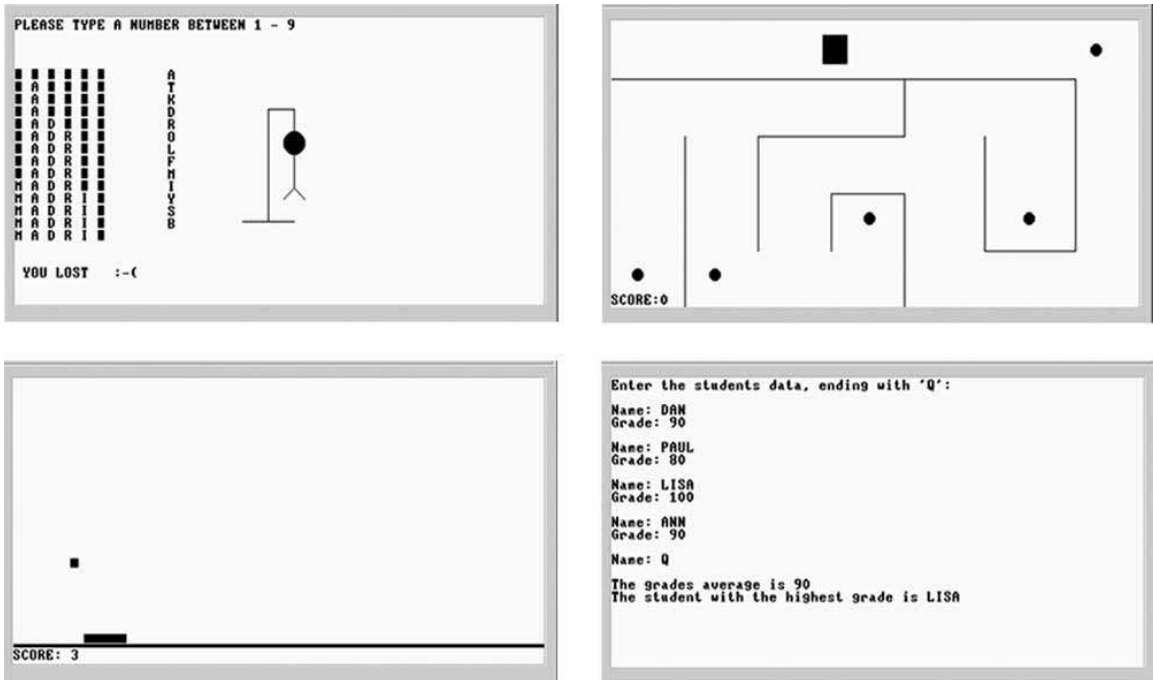 PLEASE TYPE A NUMBER BETWEEN 1 - 9
■ ■ ■ ■ ■ ■ A
■ A ■ ■ ■ ■ T
■ A ■ ■ ■ ■ K
■ A ■ ■ ■ ■ D
■ A D ■ ■ ■ R
■ A D R ■ ■ O
■ A D R ■ ■ L
■ A D R ■ ■ F
■ A D R ■ ■ M
M A D R ■ ■ I
M A D R I ■ Y
M A D R I ■ S
M A D R I ■ B
M A D R I ■
YOU LOST :-(
SCORE:0
SCORE: 3
Enter the students data, ending with 'Q':
Name: DAN
Grade: 90
Name: PAUL
Grade: 80
Name: LISA
Grade: 100
Name: ANN
Grade: 90
Name: Q
The grades average is 90
The student with the highest grade is LISA